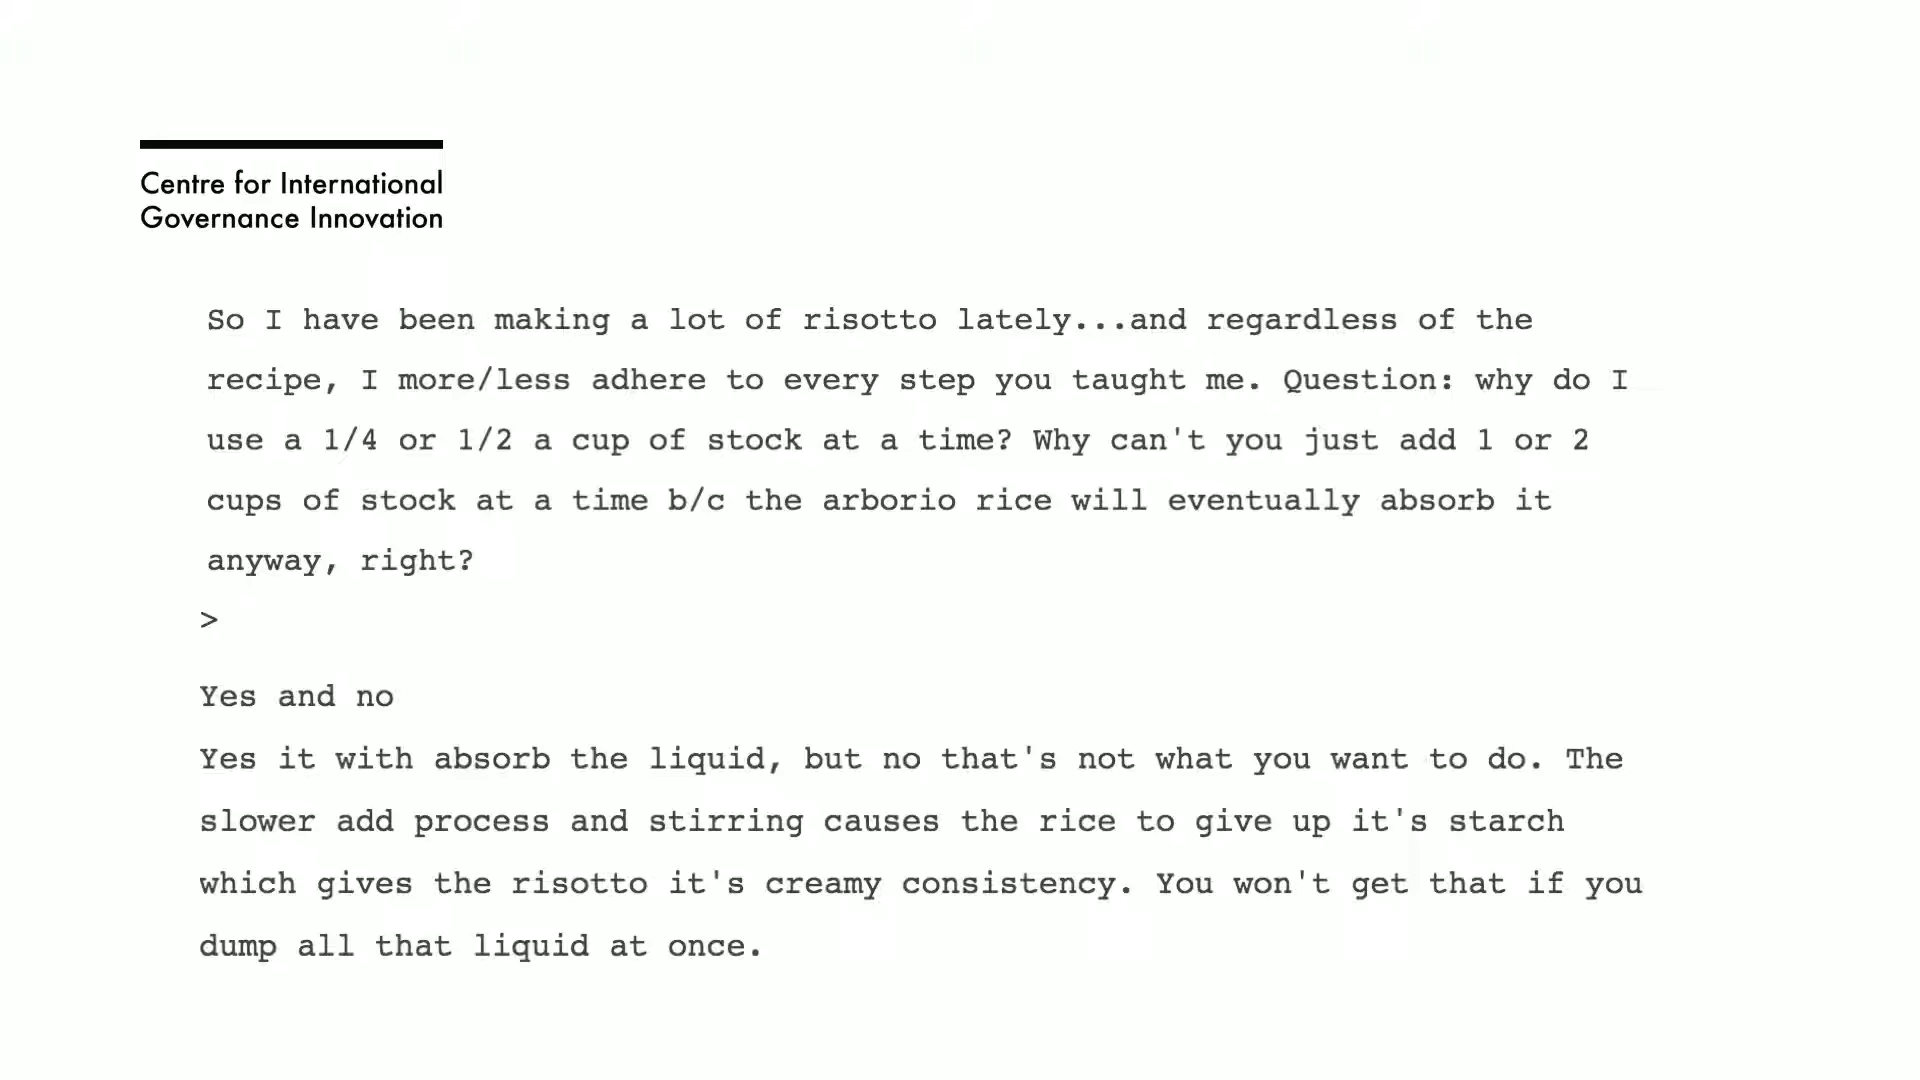 Centre for International
Governance Innovation
So I have been making a lot of risotto lately...and regardless of the
recipe, I more/less adhere to every step you taught me. Question: why do I
use a 1/4 or 1/2 a cup of stock at a time? Why can't you just add 1 or 2
cups of stock at a time b/c the arborio rice will eventually absorb it
anyway, right?
>
Yes and no
Yes it with absorb the liquid, but no that's not what you want to do. The
slower add process and stirring causes the rice to give up it's starch
which gives the risotto it's creamy consistency. You won't get that if you
dump all that liquid at once.